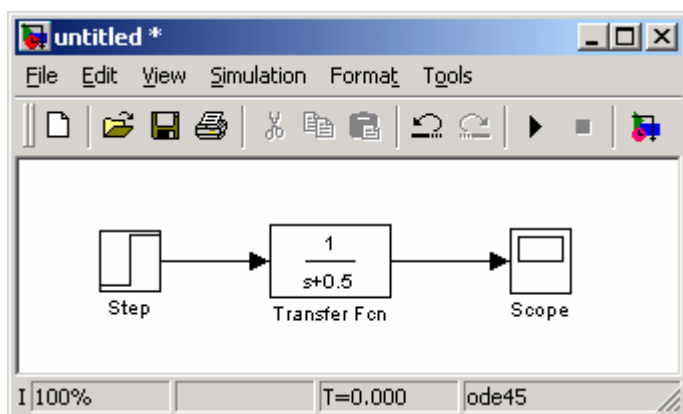 untitled *
File Edit View Simulation Format Tools
1
s+0.5
Step
Transfer Fcn
Scope
I 100% T=0.000 ode45